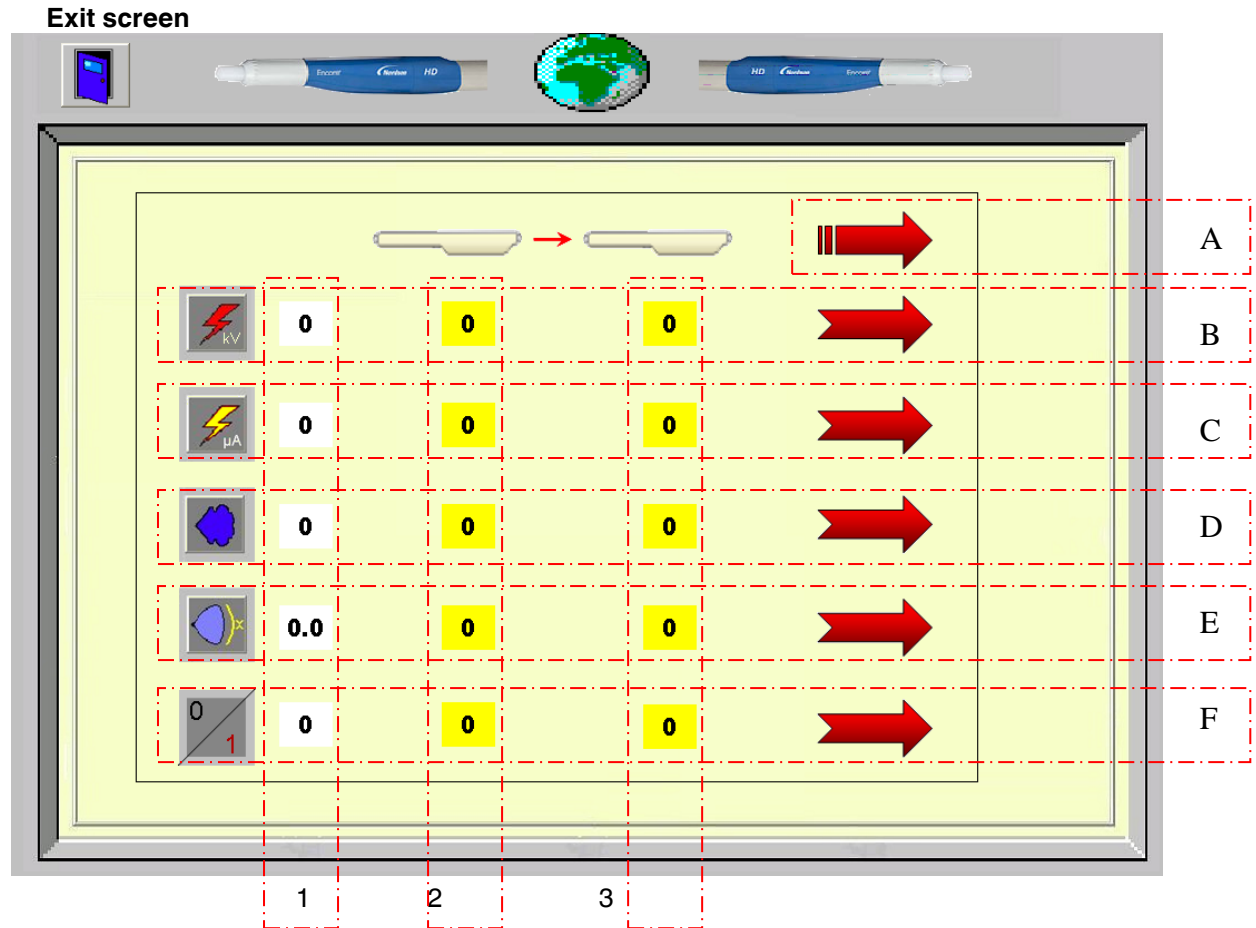 Exit screen
Encore Nordson HD HD Nordson Encore
A
kV 0 0 0 B
µA 0 0 0 C
0 0 0 D
x 0.0 0 0 E
0 1 0 0 0 F
1 2 3